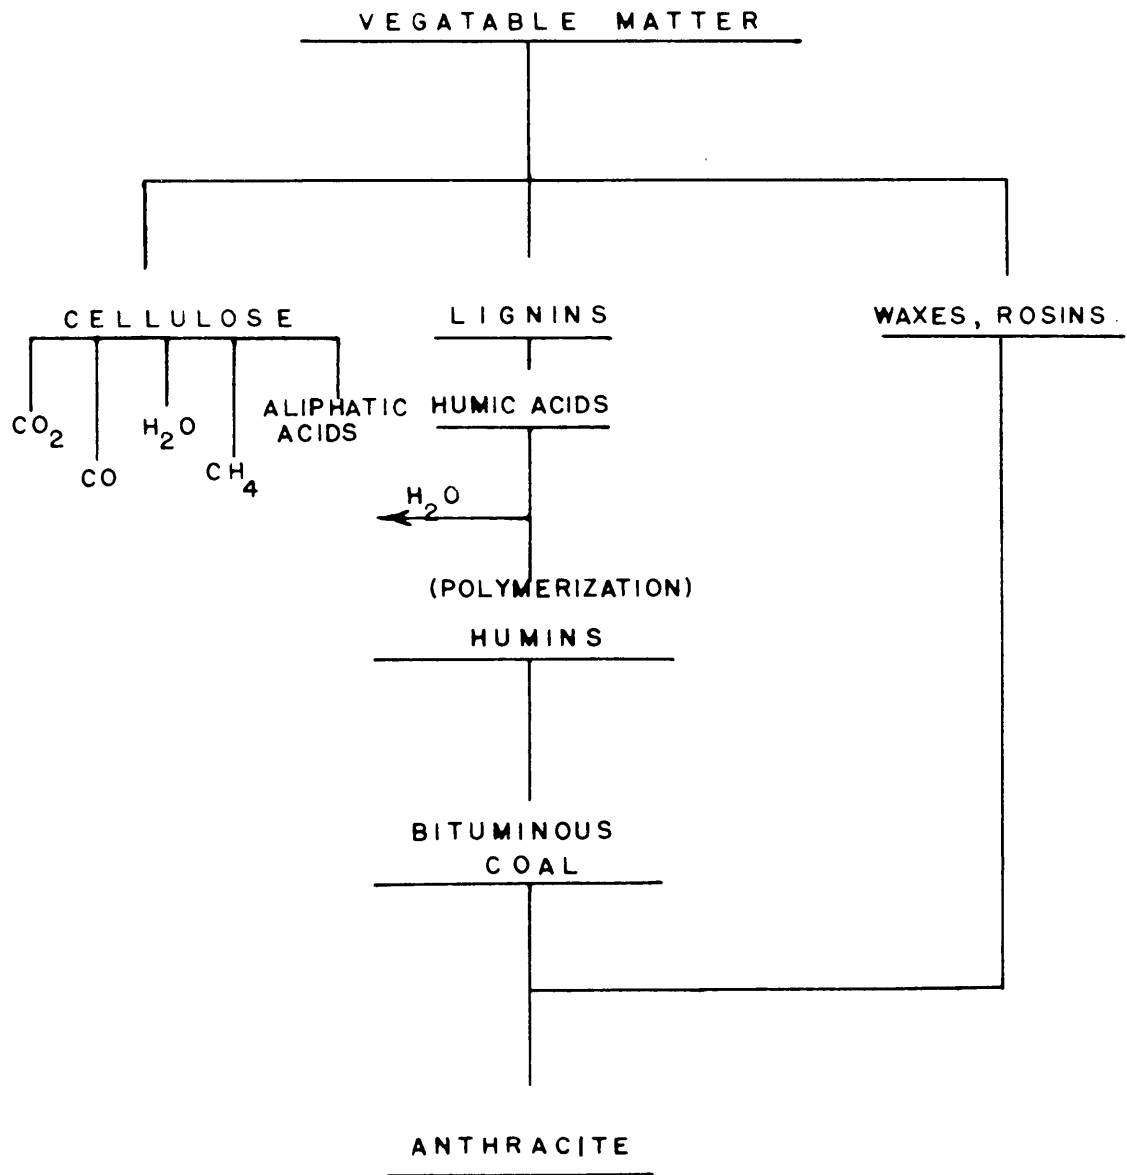 VEGATABLE MATTER
CELLULOSE
LIGNINS
WAXES, ROSINS
CO2
CO
H2O
CH4
ALIPHATIC
ACIDS
HUMIC ACIDS
H2O
(POLYMERIZATION)
HUMINS
BITUMINOUS
COAL
ANTHRACITE